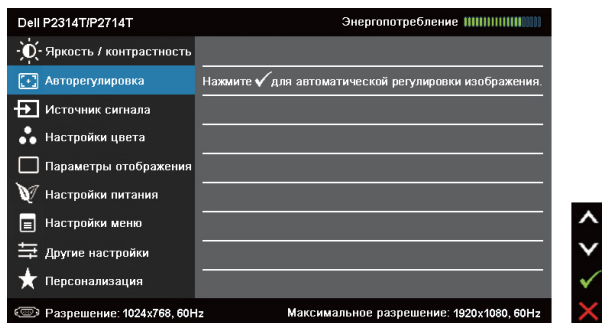 Dell P2314T/P2714T Энергопотребление
Яркость / контрастность
Авторегулировка Нажмите ✓ для автоматической регулировки изображения.
Источник сигнала
Настройки цвета
Параметры отображения
Настройки питания
Настройки меню
Другие настройки
Персонализация
Разрешение: 1024x768, 60Hz Максимальное разрешение: 1920x1080, 60Hz